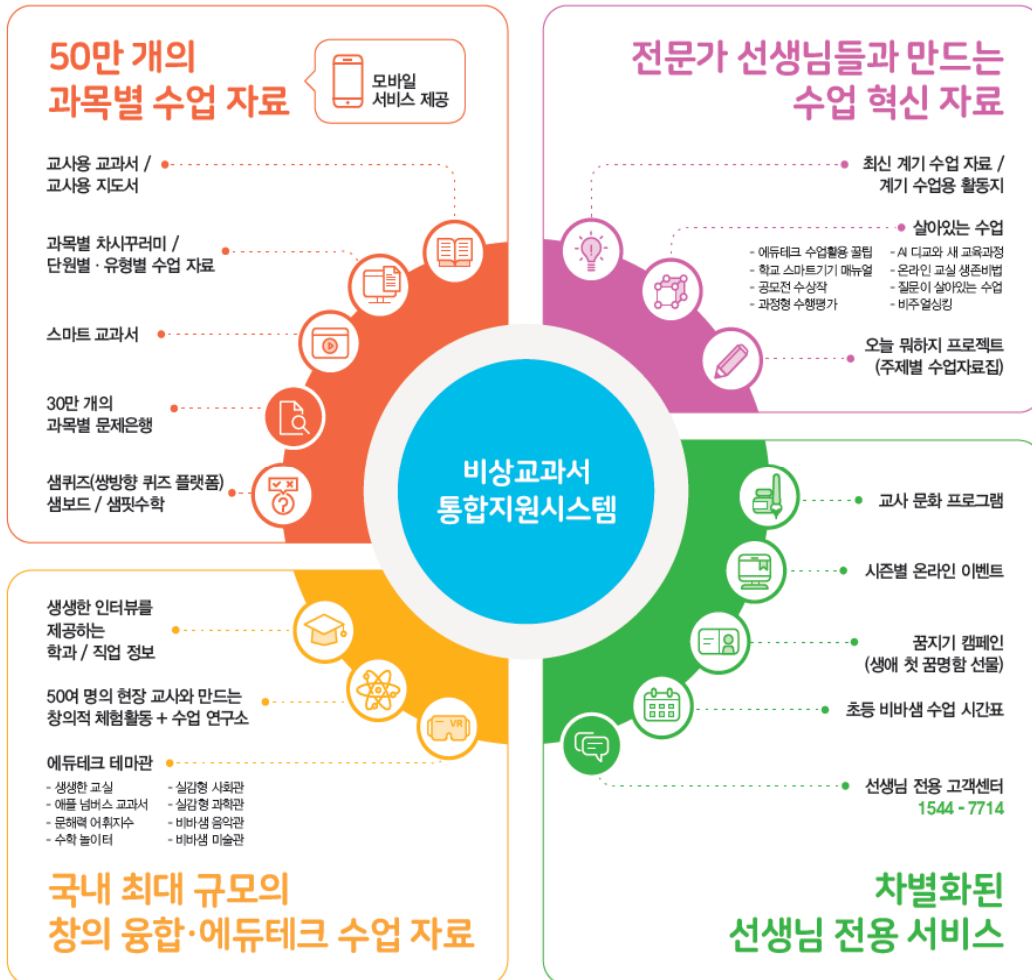 50만 개의
과목별 수업 자료
모바일
서비스 제공
교사용 교과서 /
교사용 지도서
과목별 차시꾸러미 /
단원별 · 유형별 수업 자료
스마트 교과서
30만 개의
과목별 문제은행
샘퀴즈(쌍방향 퀴즈 플랫폼)
샘보드 / 샘핏수학
전문가 선생님들과 만드는
수업 혁신 자료
최신 계기 수업 자료 /
계기 수업용 활동지
살아있는 수업
- 에듀테크 수업활용 꿀팁
- 학교 스마트기기 매뉴얼
- 공모전 수상작
- 과정형 수행평가
- AI 디교와 새 교육과정
- 온라인 교실 생존비법
- 질문이 살아있는 수업
- 비주얼싱킹
오늘 뭐하지 프로젝트
(주제별 수업자료집)
비상교과서
통합지원시스템
생생한 인터뷰를
제공하는
학과 / 직업 정보
50여 명의 현장 교사와 만드는
창의적 체험활동 + 수업 연구소
에듀테크 테마관
- 생생한 교실
- 애플 넘버스 교과서
- 문해력 어휘지수
- 수학 놀이터
- 실감형 사회관
- 실감형 과학관
- 비바샘 음악관
- 비바샘 미술관
VR
국내 최대 규모의
창의 융합·에듀테크 수업 자료
교사 문화 프로그램
시즌별 온라인 이벤트
꿈지기 캠페인
(생애 첫 꿈명함 선물)
초등 비바샘 수업 시간표
선생님 전용 고객센터
1544 - 7714
차별화된
선생님 전용 서비스